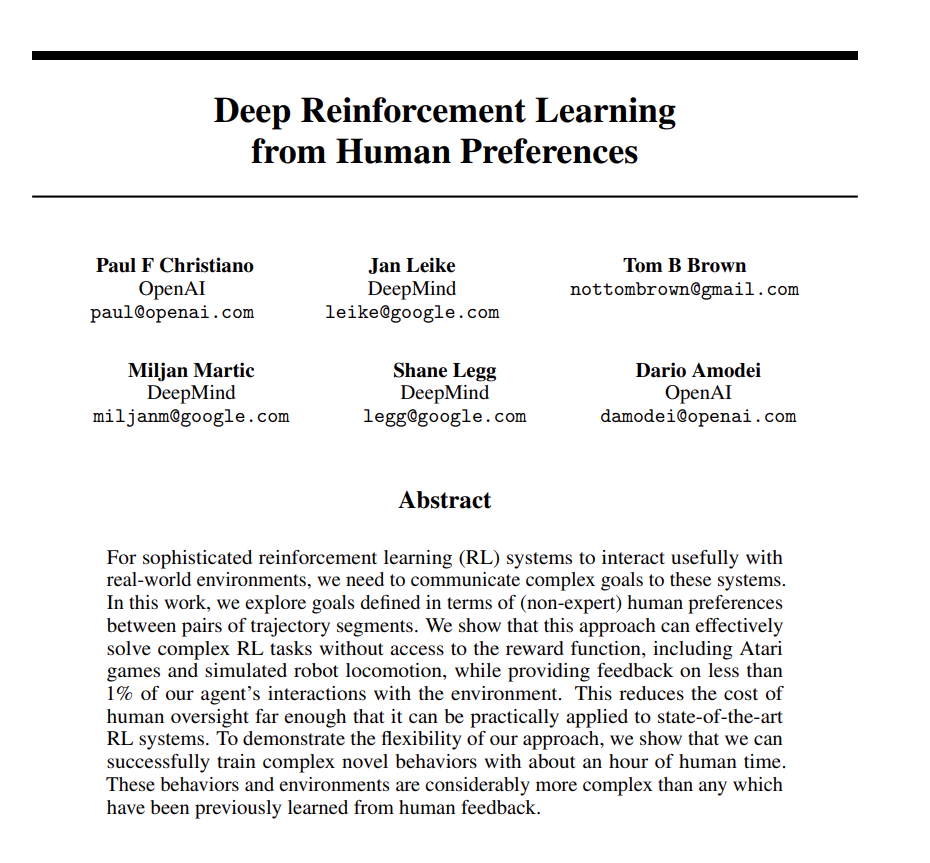 Deep Reinforcement Learning
from Human Preferences
Paul F Christiano
OpenAI
paul@openai.com
Jan Leike
DeepMind
leike@google.com
Tom B Brown
nottombrown@gmail.com
Miljan Martic
DeepMind
miljanm@google.com
Shane Legg
DeepMind
legg@google.com
Dario Amodei
OpenAI
damodei@openai.com
Abstract
For sophisticated reinforcement learning (RL) systems to interact usefully with
real-world environments, we need to communicate complex goals to these systems.
In this work, we explore goals defined in terms of (non-expert) human preferences
between pairs of trajectory segments. We show that this approach can effectively
solve complex RL tasks without access to the reward function, including Atari
games and simulated robot locomotion, while providing feedback on less than
1% of our agent's interactions with the environment. This reduces the cost of
human oversight far enough that it can be practically applied to state-of-the-art
RL systems. To demonstrate the flexibility of our approach, we show that we can
successfully train complex novel behaviors with about an hour of human time.
These behaviors and environments are considerably more complex than any which
have been previously learned from human feedback.